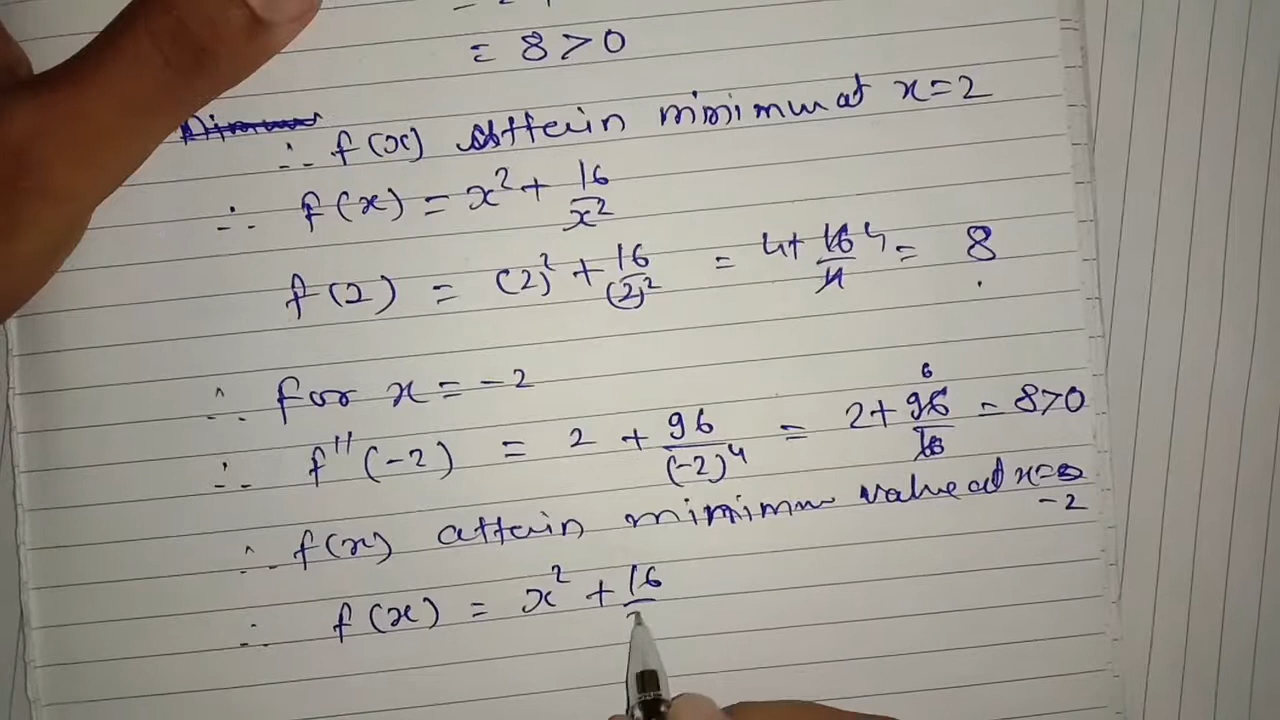 = 8 > 0
∴ f(x) attain minimum at x = 2
∴ f(x) = x² + 16/x²
f(2) = (2)² + 16/(2)² = 4 + 16/4 4 = 8
∴ for x = -2
∴ f''(-2) = 2 + 96/(-2)⁴ = 2 + 96/16 6 = 8 > 0
∴ f(x) attain minimum value at x = -2
∴ f(x) = x² + 16/